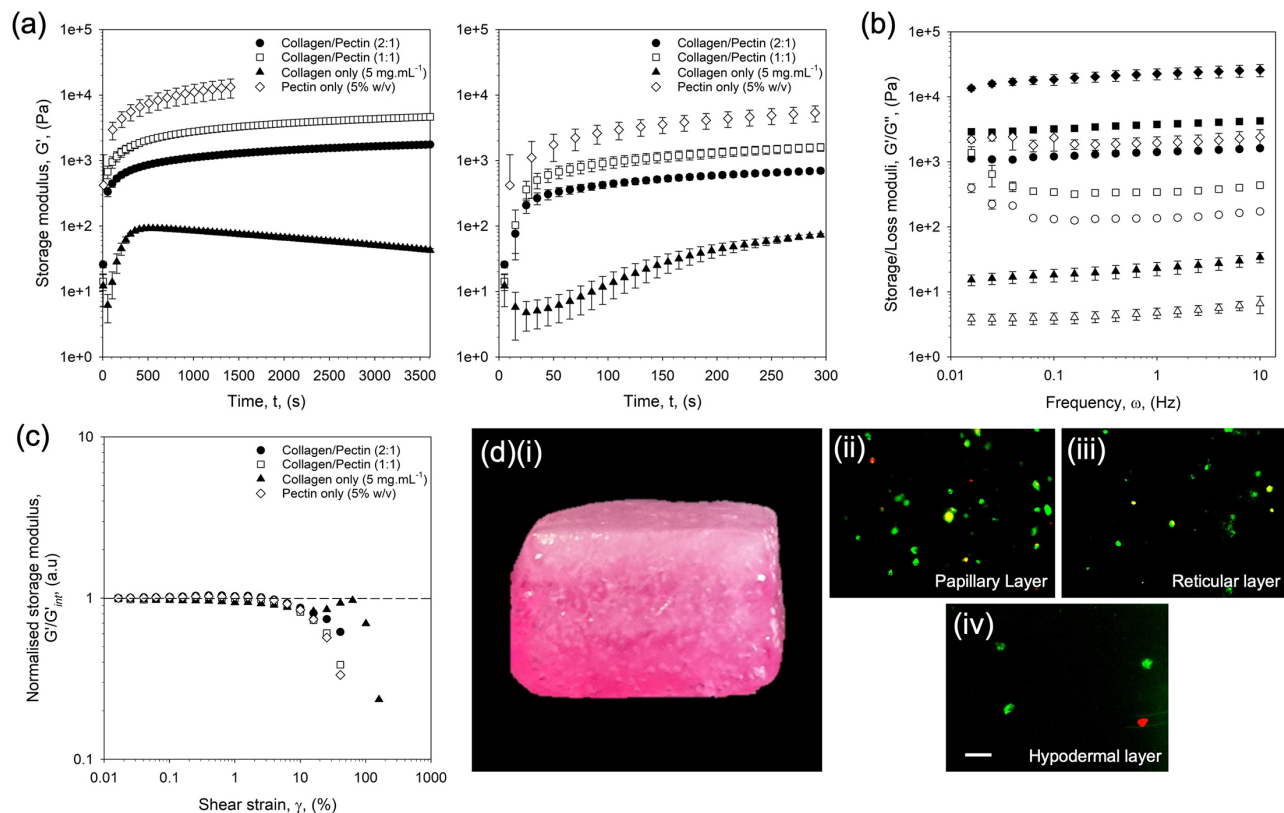 (a)
Storage modulus, G', (Pa)
1e+5
1e+4
1e+3
1e+2
1e+1
1e+0
Collagen/Pectin (2:1)
Collagen/Pectin (1:1)
Collagen only (5 mg.mL⁻¹)
Pectin only (5% w/v)
0 500 1000 1500 2000 2500 3000 3500
Time, t, (s)
1e+5
1e+4
1e+3
1e+2
1e+1
1e+0
Collagen/Pectin (2:1)
Collagen/Pectin (1:1)
Collagen only (5 mg.mL⁻¹)
Pectin only (5% w/v)
0 50 100 150 200 250 300
Time, t, (s)
(b)
Storage/Loss moduli, G'/G'' (Pa)
1e+5
1e+4
1e+3
1e+2
1e+1
1e+0
0.01 0.1 1 10
Frequency, ω, (Hz)
(c)
Normalised storage modulus,
G'/G'int, (a.u)
10
1
0.1
Collagen/Pectin (2:1)
Collagen/Pectin (1:1)
Collagen only (5 mg.mL⁻¹)
Pectin only (5% w/v)
0.01 0.1 1 10 100 1000
Shear strain, γ, (%)
(d)(i)
(ii)
Papillary Layer
(iii)
Reticular layer
(iv)
Hypodermal layer